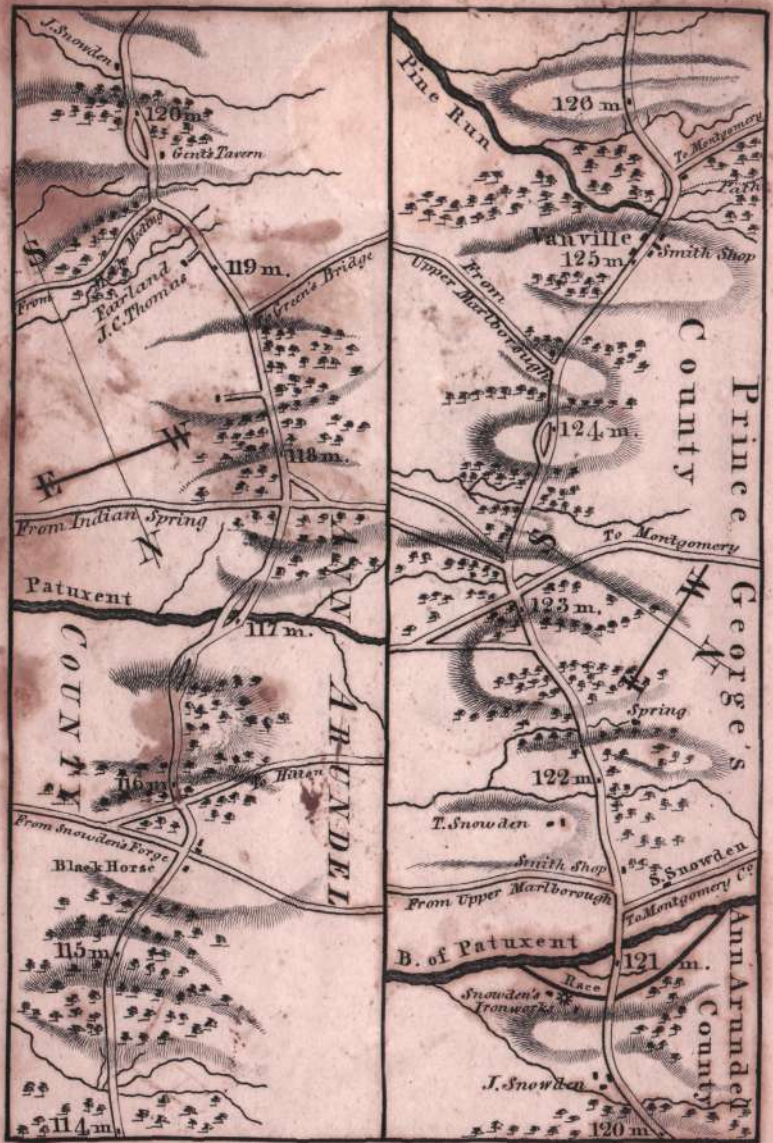 J. Snowden
120 m
Gent's Tavern
From
119 m.
Fairland
J.C. Thomas
Green's Bridge
W
E
S
N
118 m.
From Indian Spring
Patuxent
117 m.
ANN ARUNDEL
COUNTY
116 m.
From Snowden's Forge
Black Horse
115 m.
114 m.
Pine Run
126 m.
To Montgomery
Path
Vanville
125 m.
Smith Shop
From
Upper Marlborough
124 m.
Prince George's
County
S
To Montgomery
W
N
E
123 m.
Spring
122 m.
T. Snowden
Smith Shop
S. Snowden
From Upper Marlborough
To Montgomery Co.
B. of Patuxent
121 m.
Race
Snowden's
Ironworks
Ann Arundel
County
J. Snowden
120 m.